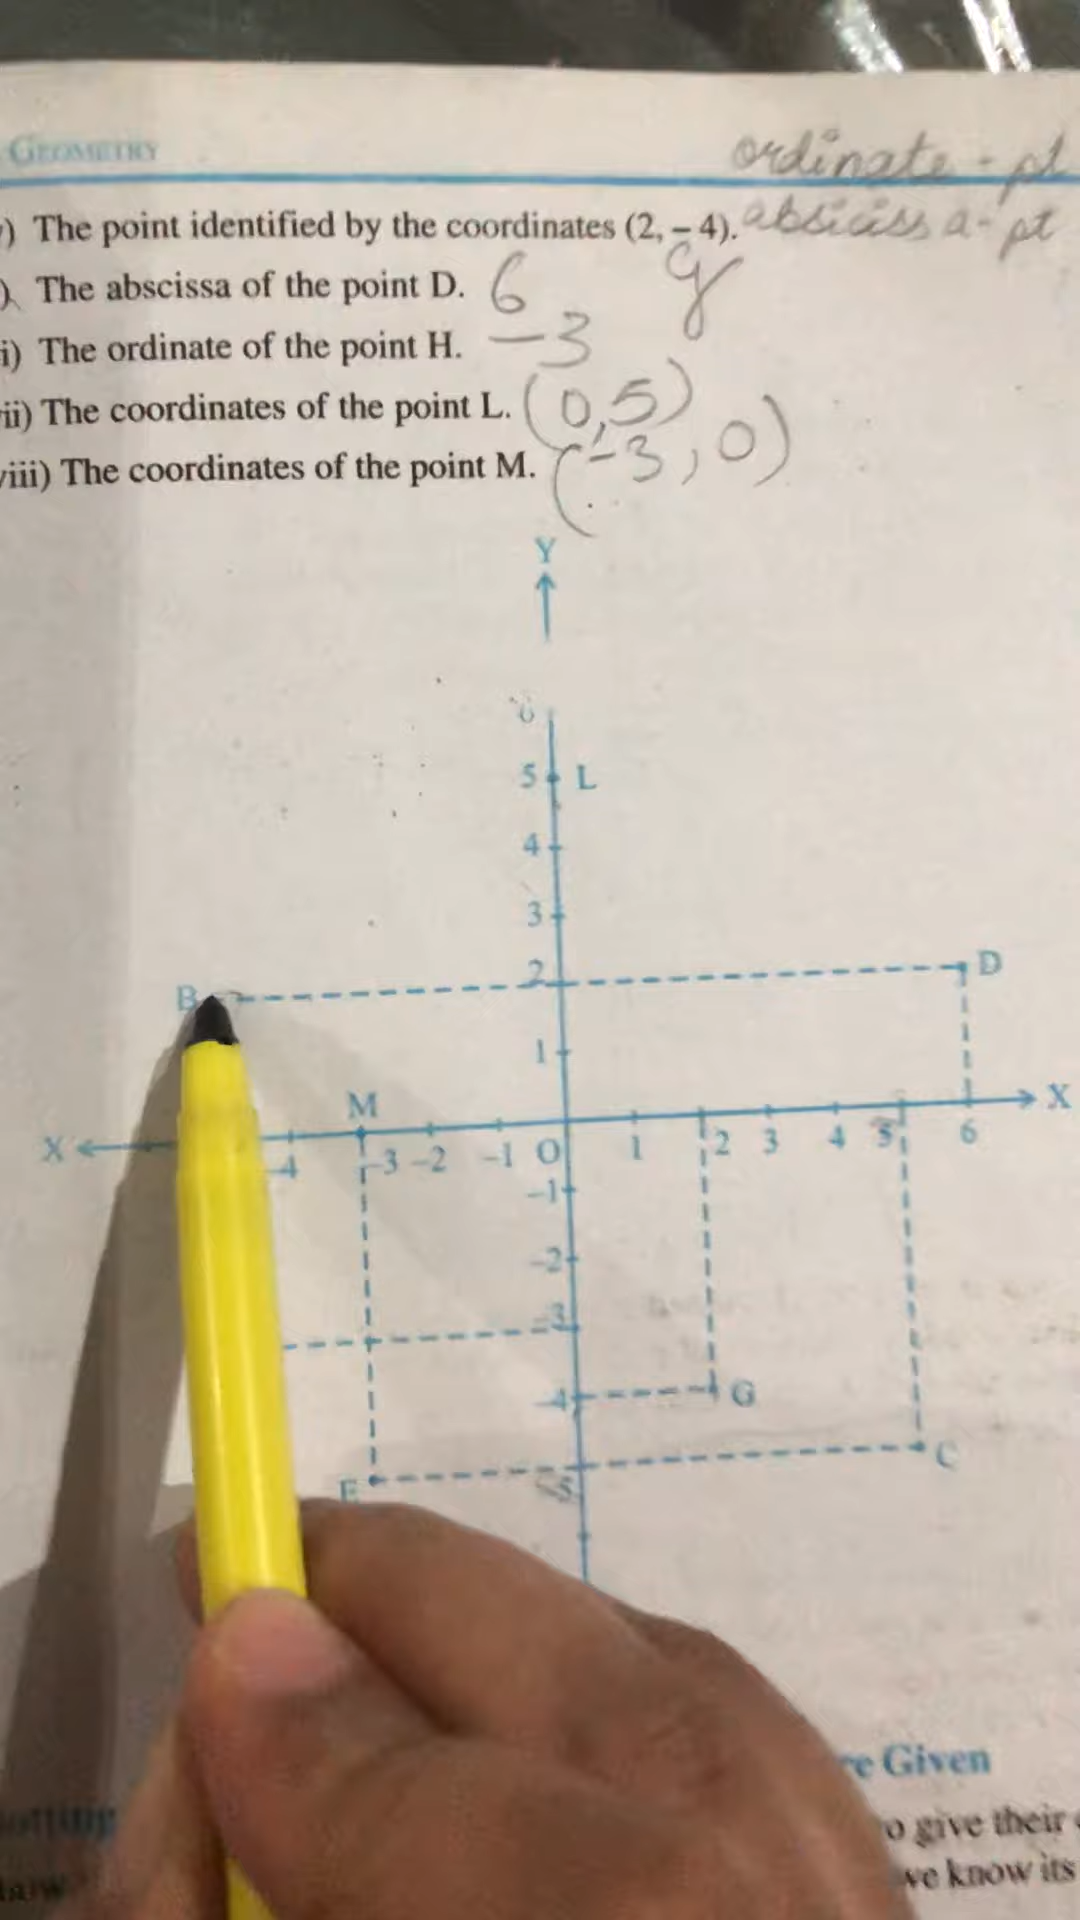 GEOMETRY
ordinate - pt
) The point identified by the coordinates (2, – 4). abscissa - pt
). The abscissa of the point D. 6
i) The ordinate of the point H. –3
ii) The coordinates of the point L. (0,5)
viii) The coordinates of the point M. (-3, 0)
Y
6
5 L
4
3
2 D
B
1
M
X X
-4 -3 -2 -1 O 1 2 3 4 5 6
-1
-2
-3
-4 G
E -5 C
re Given
o give their
we know its